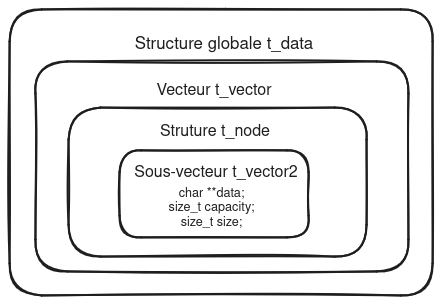 Structure globale t_data
Vecteur t_vector
Struture t_node
Sous-vecteur t_vector2
char **data;
size_t capacity;
size_t size;